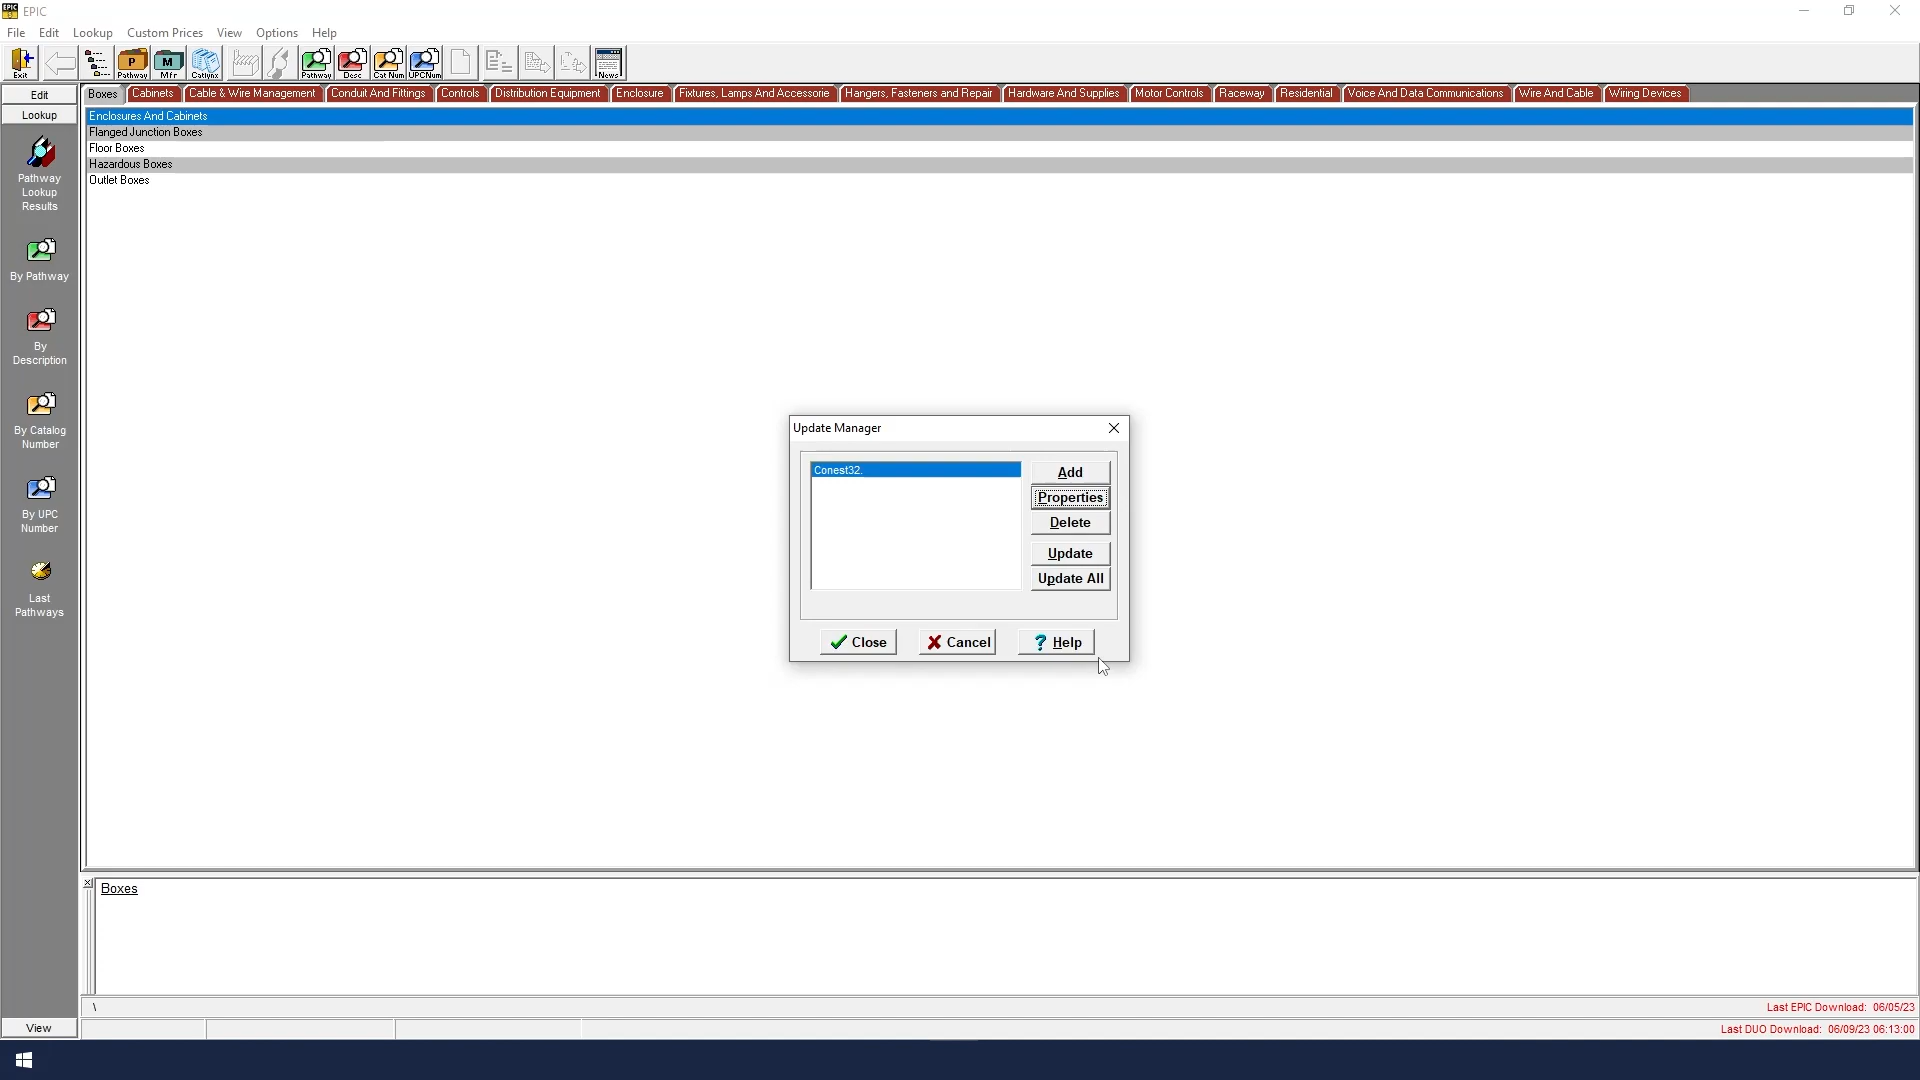 EPIC
EPIC
File Edit Lookup Custom Prices View Options Help
Exit Pathway Mfr Catlynx Pathway Desc Cat Num UPCNum News
Edit
Lookup
Pathway
Lookup
Results
By Pathway
By
Description
By Catalog
Number
By UPC
Number
Last
Pathways
View
Boxes Cabinets Cable & Wire Management Conduit And Fittings Controls Distribution Equipment Enclosure Fixtures, Lamps And Accessorie Hangers, Fasteners and Repair Hardware And Supplies Motor Controls Raceway Residential Voice And Data Communications Wire And Cable Wiring Devices
Enclosures And Cabinets
Flanged Junction Boxes
Floor Boxes
Hazardous Boxes
Outlet Boxes
Update Manager
Conest32.
Add
Properties
Delete
Update
Update All
Close Cancel ? Help
Boxes
\
Last EPIC Download: 06/05/23
Last DUO Download: 06/09/23 06:13:00